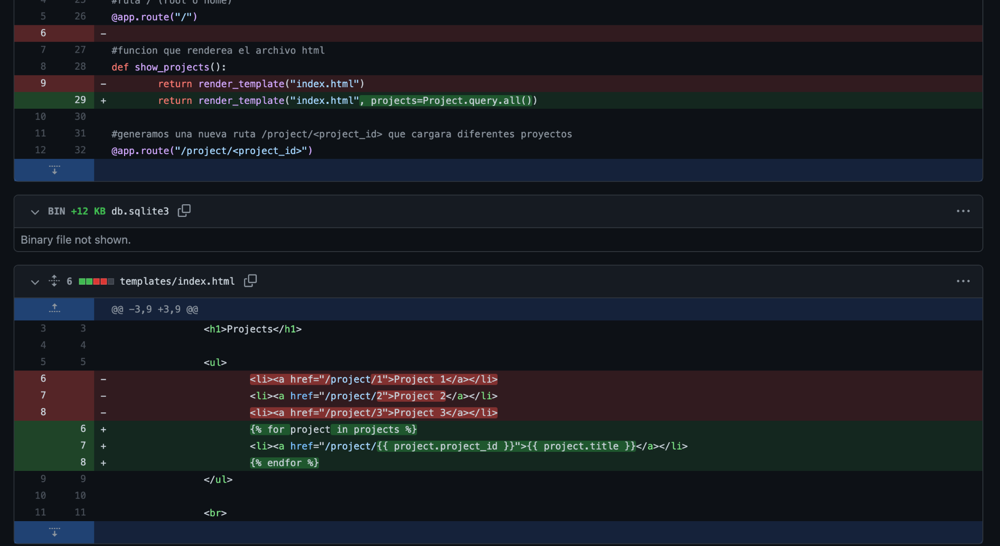 4 25 #ruta / (root o home)
5 26 @app.route("/")
6 -
7 27 #funcion que renderea el archivo html
8 28 def show_projects():
9 - return render_template("index.html")
29 + return render_template("index.html", projects=Project.query.all())
10 30
11 31 #generamos una nueva ruta /project/<project_id> que cargara diferentes proyectos
12 32 @app.route("/project/<project_id>")
BIN +12 KB db.sqlite3
Binary file not shown.
6 templates/index.html
@@ -3,9 +3,9 @@
3 3 <h1>Projects</h1>
4 4
5 5 <ul>
6 - <li><a href="/project/1">Project 1</a></li>
7 - <li><a href="/project/2">Project 2</a></li>
8 - <li><a href="/project/3">Project 3</a></li>
6 + {% for project in projects %}
7 + <li><a href="/project/{{ project.project_id }}">{{ project.title }}</a></li>
8 + {% endfor %}
9 9 </ul>
10 10
11 11 <br>